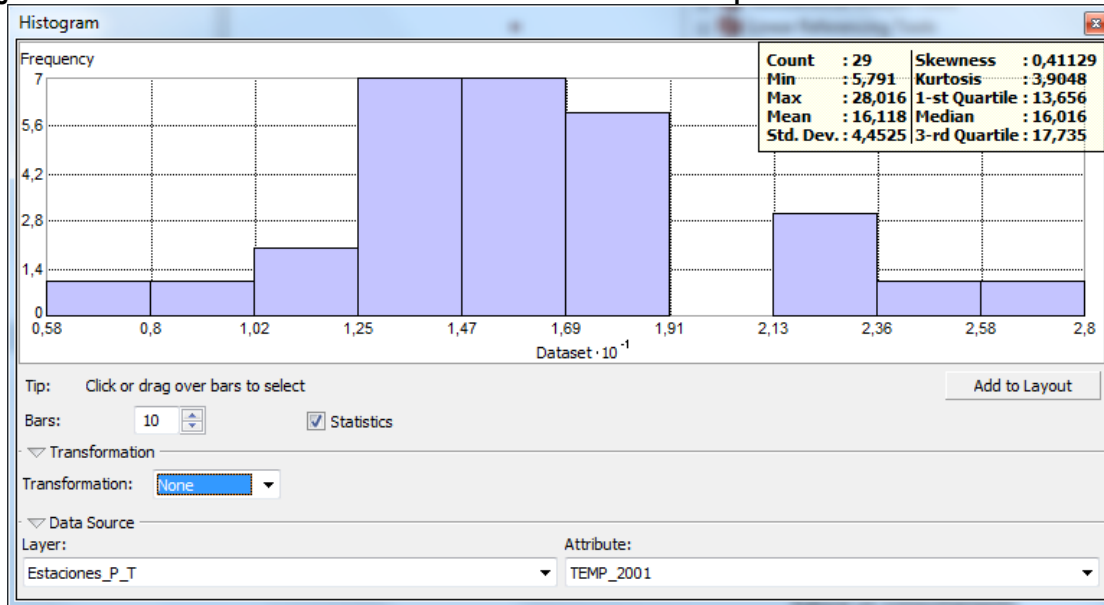 Histogram
Frequency
Count : 29 Skewness : 0,41129
Min : 5,791 Kurtosis : 3,9048
Max : 28,016 1-st Quartile : 13,656
Mean : 16,118 Median : 16,016
Std. Dev. : 4,4525 3-rd Quartile : 17,735
7
5,6
4,2
2,8
1,4
0
0,58 0,8 1,02 1,25 1,47 1,69 1,91 2,13 2,36 2,58 2,8
Dataset · 10 -1
Tip: Click or drag over bars to select
Add to Layout
Bars: 10 Statistics
Transformation
Transformation: None
Data Source
Layer: Attribute:
Estaciones_P_T TEMP_2001